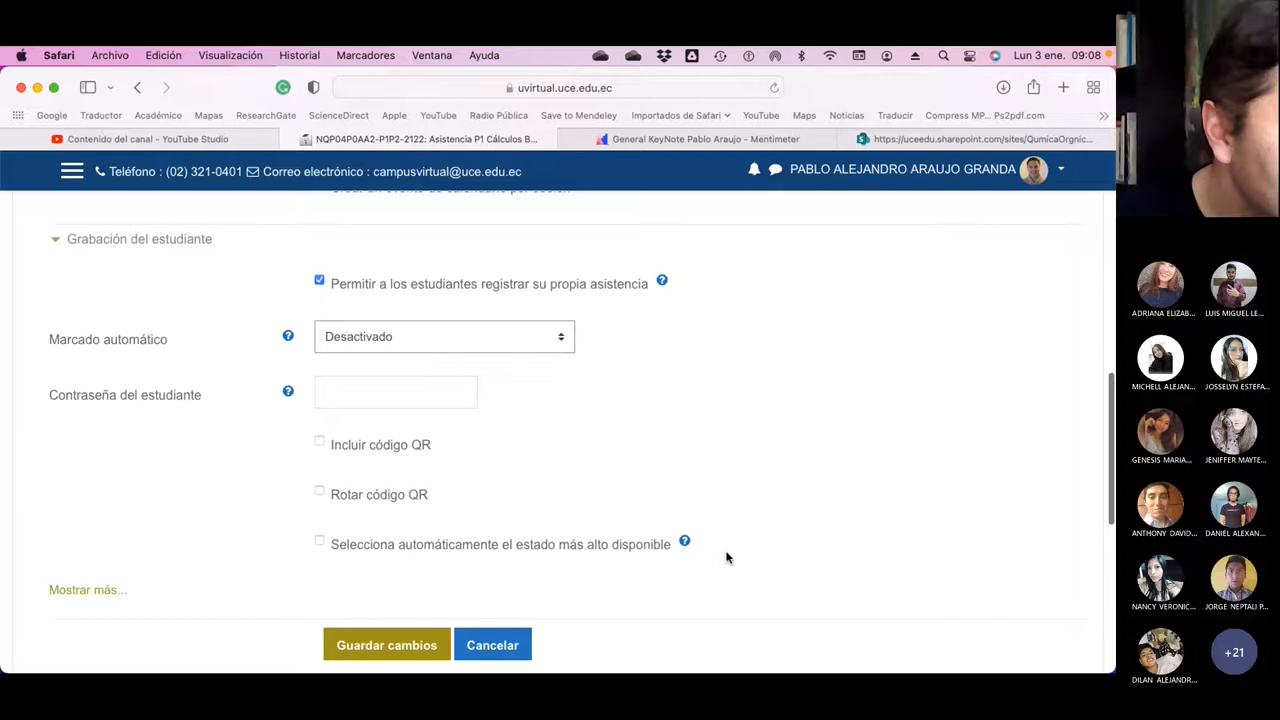 Safari Archivo Edición Visualización Historial Marcadores Ventana Ayuda Lun 3 ene. 09:08
uvirtual.uce.edu.ec
Google Traductor Académico Mapas ResearchGate ScienceDirect Apple YouTube Radio Pública Save to Mendeley Importados de Safari YouTube Maps Noticias Traducir Compress MP... Ps2pdf.com
Contenido del canal - YouTube Studio NQP04P0AA2-P1P2-2122: Asistencia P1 Cálculos B... General KeyNote Pablo Araujo - Mentimeter https://uceedu.sharepoint.com/sites/QumicaOrgnic...
Teléfono : (02) 321-0401 Correo electrónico : campusvirtual@uce.edu.ec PABLO ALEJANDRO ARAUJO GRANDA
Grabación del estudiante
Permitir a los estudiantes registrar su propia asistencia
Marcado automático Desactivado
Contraseña del estudiante
Incluir código QR
Rotar código QR
Selecciona automáticamente el estado más alto disponible
Mostrar más...
Guardar cambios Cancelar
ADRIANA ELIZAB... LUIS MIGUEL LE...
MICHELL ALEJAN... JOSSELYN ESTEFA...
GENESIS MARIA... JENIFFER MAYTE...
ANTHONY DAVID... DANIEL ALEXAN...
NANCY VERONIC... JORGE NEPTALI P...
DILAN ALEJANDR... +21